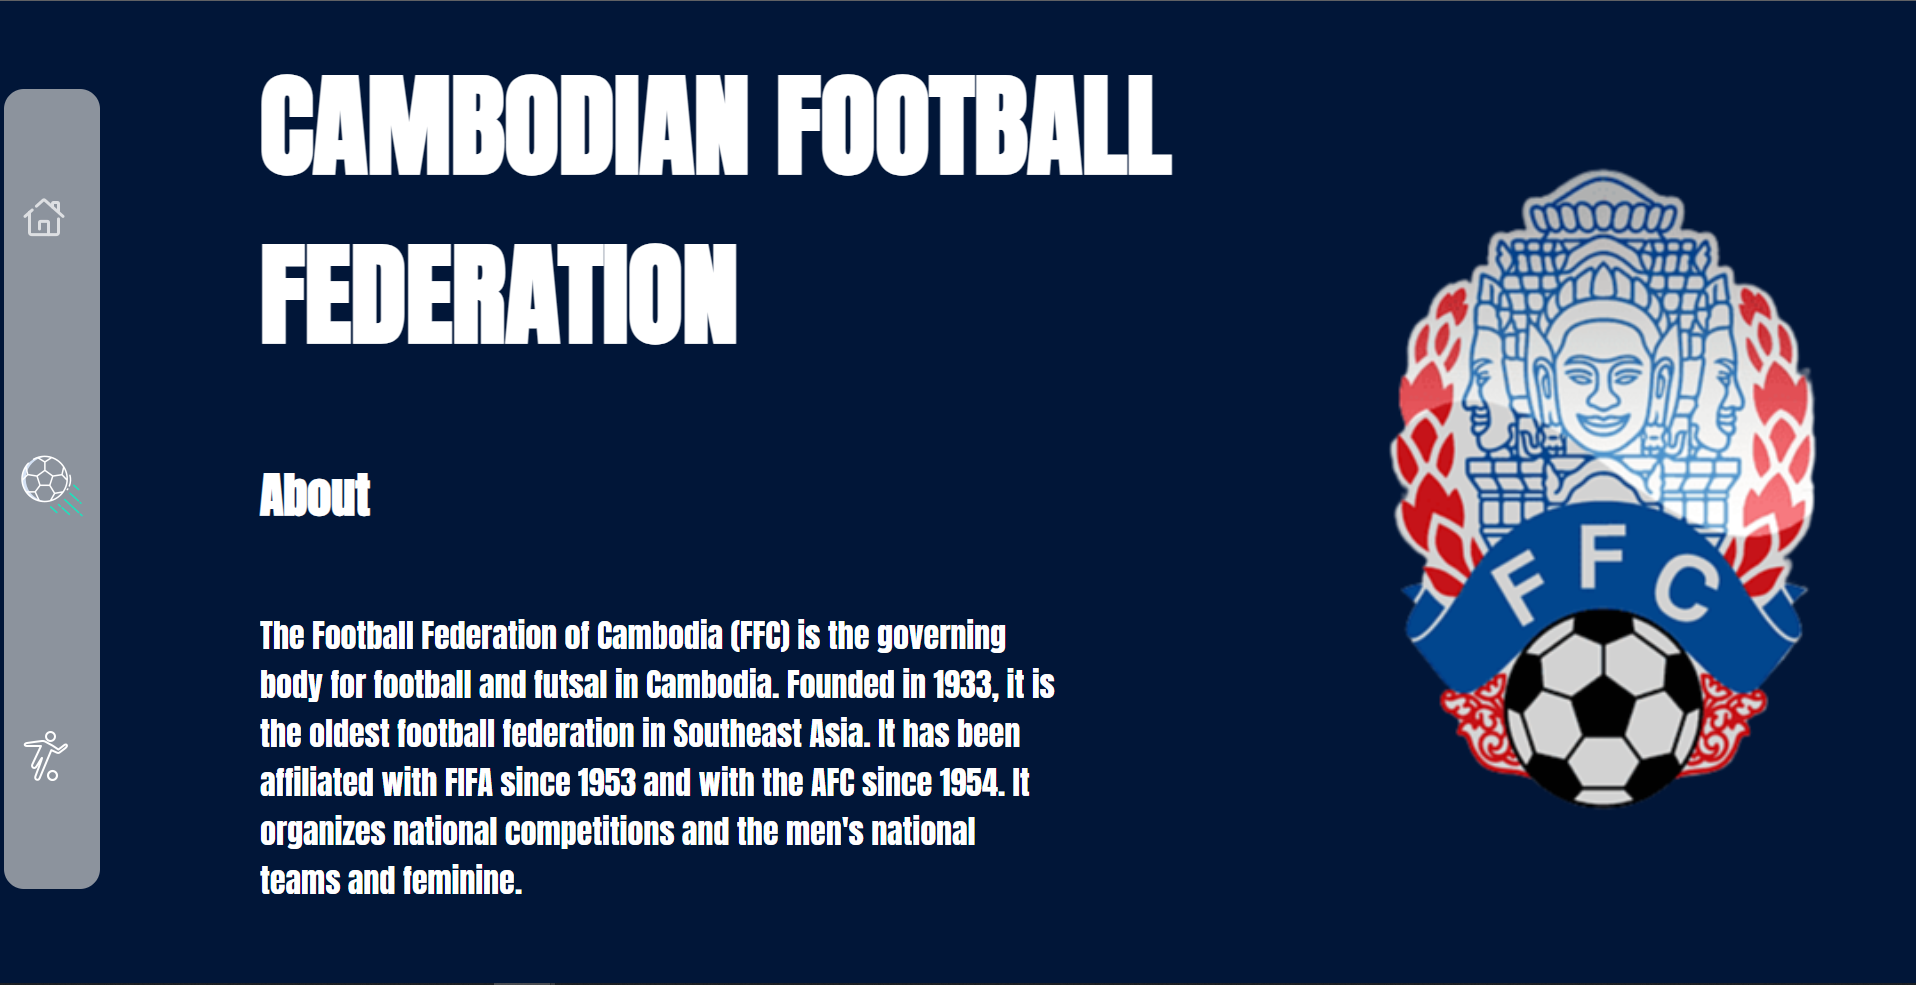 CAMBODIAN FOOTBALL
FEDERATION
About
The Football Federation of Cambodia (FFC) is the governing
body for football and futsal in Cambodia. Founded in 1933, it is
the oldest football federation in Southeast Asia. It has been
affiliated with FIFA since 1953 and with the AFC since 1954. It
organizes national competitions and the men's national
teams and feminine.
FFC